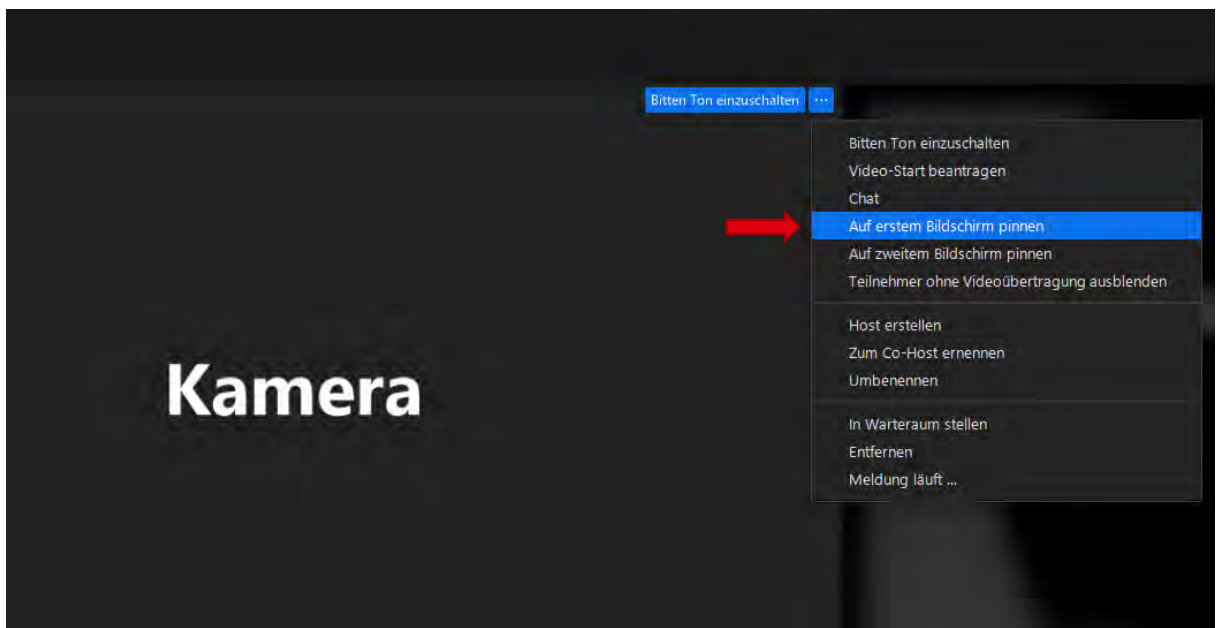 Bitten Ton einzuschalten ...
Bitten Ton einzuschalten
Video-Start beantragen
Chat
Auf erstem Bildschirm pinnen
Auf zweitem Bildschirm pinnen
Teilnehmer ohne Videoübertragung ausblenden
Host erstellen
Zum Co-Host ernennen
Umbenennen
In Warteraum stellen
Entfernen
Meldung läuft ...
Kamera